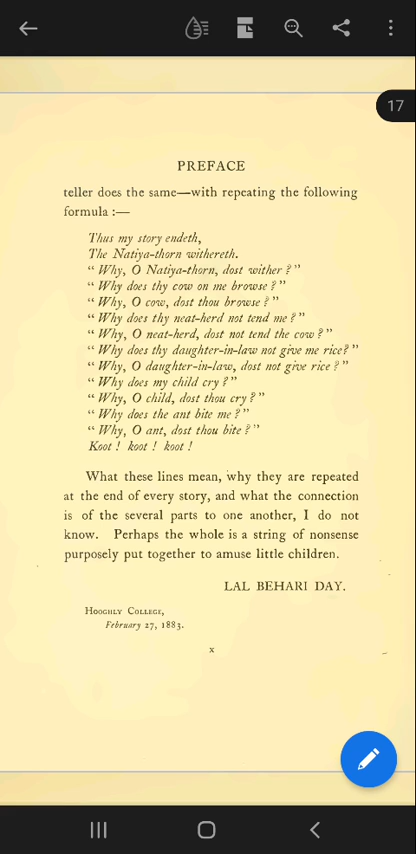 17
PREFACE
teller does the same—with repeating the following
formula :—
Thus my story endeth,
The Natiya-thorn withereth.
“ Why, O Natiya-thorn, dost wither ? ”
“ Why does thy cow on me browse ? ”
“ Why, O cow, dost thou browse ? ”
“ Why does thy neat-herd not tend me ? ”
“ Why, O neat-herd, dost not tend the cow ? ”
“ Why does thy daughter-in-law not give me rice? ”
“ Why, O daughter-in-law, dost not give rice ? ”
“ Why does my child cry ? ”
“ Why, O child, dost thou cry ? ”
“ Why does the ant bite me ? ”
“ Why, O ant, dost thou bite ? ”
Koot ! koot ! koot !
What these lines mean, why they are repeated
at the end of every story, and what the connection
is of the several parts to one another, I do not
know. Perhaps the whole is a string of nonsense
purposely put together to amuse little children.
LAL BEHARI DAY.
Hooghly College,
February 27, 1883.
x